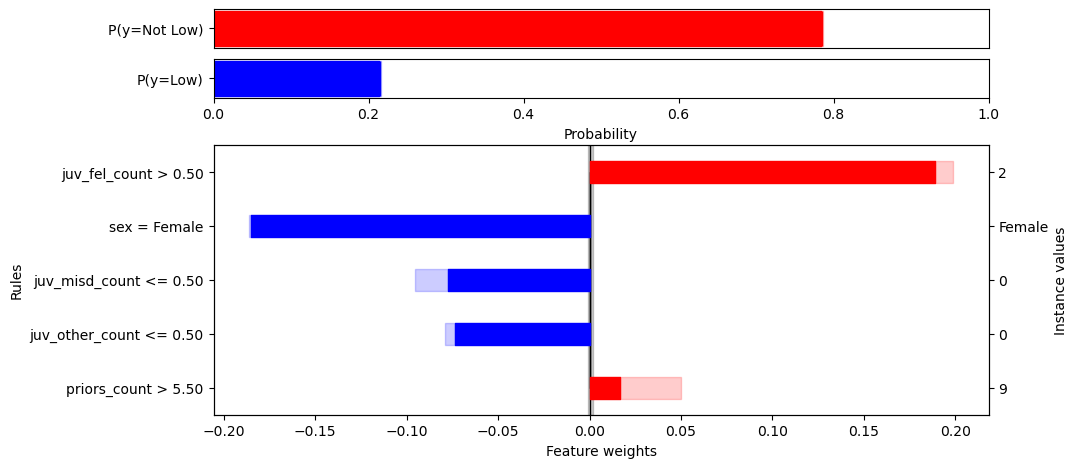 P(y=Not Low)
P(y=Low)
0.0 0.2 0.4 0.6 0.8 1.0
Probability
juv_fel_count > 0.50 2
sex = Female Female
juv_misd_count <= 0.50 0
juv_other_count <= 0.50 0
priors_count > 5.50 9
Rules
Instance values
−0.20 −0.15 −0.10 −0.05 0.00 0.05 0.10 0.15 0.20
Feature weights